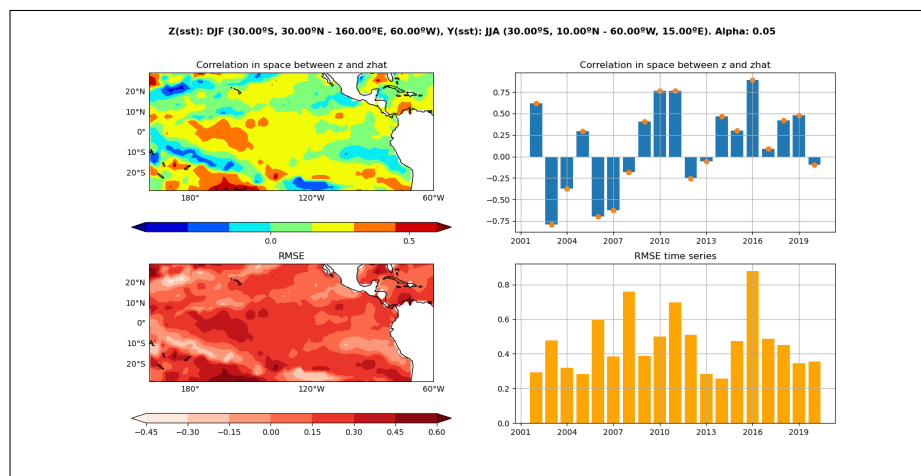 Z(sst): DJF (30.00ºS, 30.00ºN - 160.00ºE, 60.00ºW), Y(sst): JJA (30.00ºS, 10.00ºN - 60.00ºW, 15.00ºE). Alpha: 0.05
Correlation in space between z and zhat
20°N
10°N
0°
10°S
20°S
180°
120°W
60°W
0.0
0.5
Correlation in space between z and zhat
0.75
0.50
0.25
0.00
−0.25
−0.50
−0.75
2001
2004
2007
2010
2013
2016
2019
RMSE
20°N
10°N
0°
10°S
20°S
180°
120°W
60°W
−0.45
−0.30
−0.15
0.00
0.15
0.30
0.45
0.60
RMSE time series
0.8
0.6
0.4
0.2
0.0
2001
2004
2007
2010
2013
2016
2019